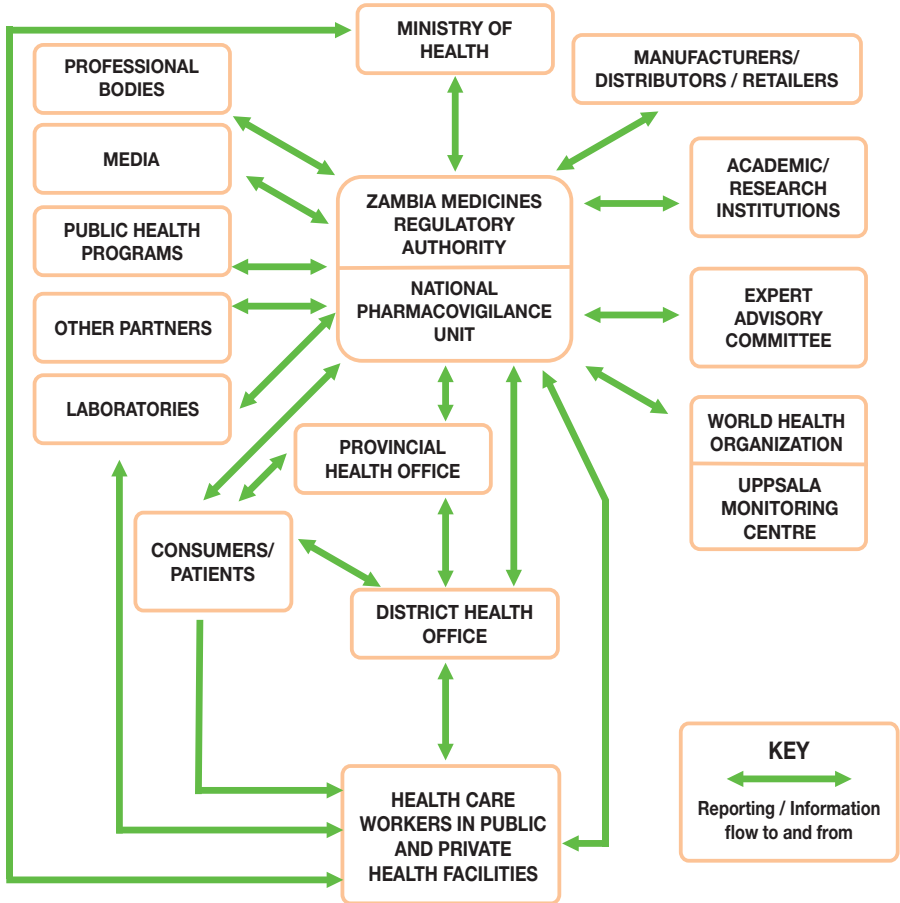 MINISTRY OF
HEALTH
PROFESSIONAL
BODIES
MANUFACTURERS/
DISTRIBUTORS / RETAILERS
MEDIA
ZAMBIA MEDICINES
REGULATORY
AUTHORITY
ACADEMIC/
RESEARCH
INSTITUTIONS
PUBLIC HEALTH
PROGRAMS
NATIONAL
PHARMACOVIGILANCE
UNIT
EXPERT
ADVISORY
COMMITTEE
OTHER PARTNERS
LABORATORIES
WORLD HEALTH
ORGANIZATION
PROVINCIAL
HEALTH OFFICE
UPPSALA
MONITORING
CENTRE
CONSUMERS/
PATIENTS
DISTRICT HEALTH
OFFICE
HEALTH CARE
WORKERS IN PUBLIC
AND PRIVATE
HEALTH FACILITIES
KEY
Reporting / Information
flow to and from